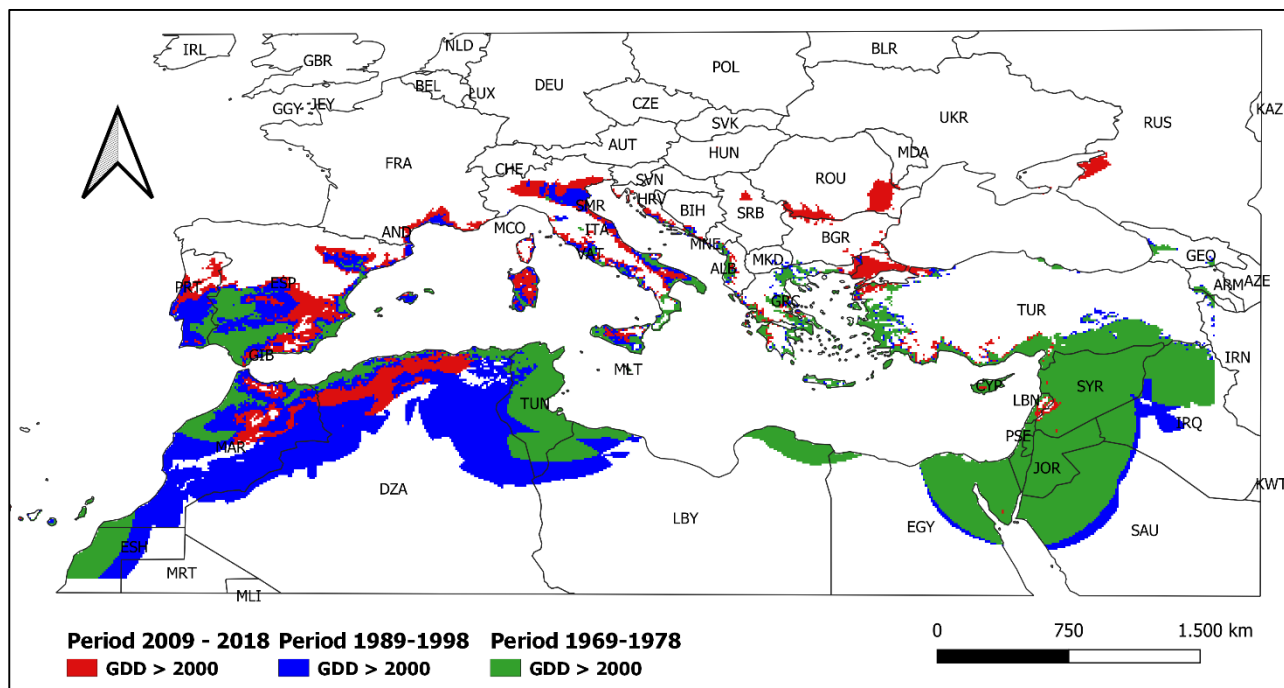 IRL
NLD
BLR
GBR
POL
BEL
DEU
LUX
GGY
JEY
CZE
UKR
RUS
KAZ
SVK
AUT
FRA
HUN
MDA
CHE
SVN
ROU
SMR
HRV
BIH
SRB
AND
MCO
ITA
BGR
MNE
VAT
GEO
MKD
ALB
PRT
ESP
ARM
AZE
GRC
TUR
GIB
IRN
MLT
CYP
SYR
TUN
LBN
IRQ
PSE
MAR
JOR
DZA
KWT
LBY
EGY
SAU
ESH
MRT
MLI
Period 2009 - 2018 Period 1989-1998 Period 1969-1978
GDD > 2000 GDD > 2000 GDD > 2000
0 750 1.500 km